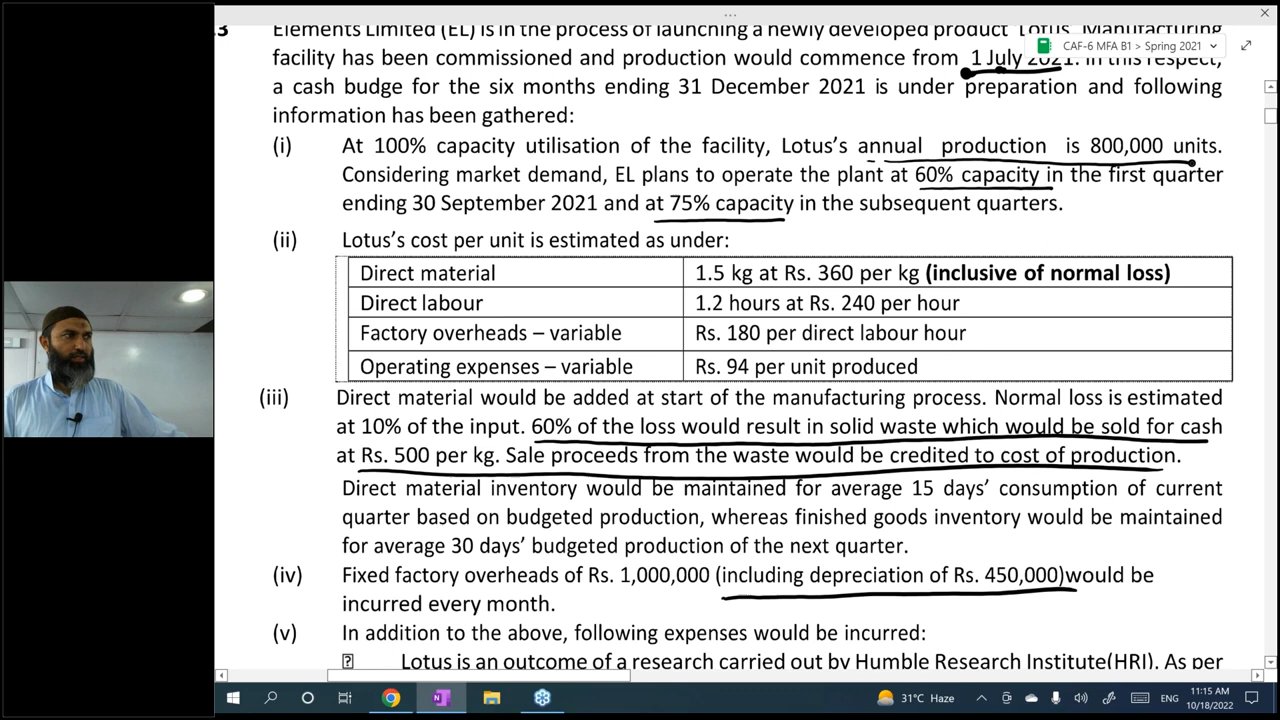 .3 Elements Limited (EL) is in the process of launching a newly developed product 'Lotus'. Manufacturing
CAF-6 MFA B1 > Spring 2021
facility has been commissioned and production would commence from 1 July 2021. In this respect,
a cash budget for the six months ending 31 December 2021 is under preparation and following
information has been gathered:
(i) At 100% capacity utilisation of the facility, Lotus's annual production is 800,000 units.
Considering market demand, EL plans to operate the plant at 60% capacity in the first quarter
ending 30 September 2021 and at 75% capacity in the subsequent quarters.
(ii) Lotus's cost per unit is estimated as under:
Direct material 1.5 kg at Rs. 360 per kg (inclusive of normal loss)
Direct labour 1.2 hours at Rs. 240 per hour
Factory overheads – variable Rs. 180 per direct labour hour
Operating expenses – variable Rs. 94 per unit produced
(iii) Direct material would be added at start of the manufacturing process. Normal loss is estimated
at 10% of the input. 60% of the loss would result in solid waste which would be sold for cash
at Rs. 500 per kg. Sale proceeds from the waste would be credited to cost of production.
Direct material inventory would be maintained for average 15 days' consumption of current
quarter based on budgeted production, whereas finished goods inventory would be maintained
for average 30 days' budgeted production of the next quarter.
(iv) Fixed factory overheads of Rs. 1,000,000 (including depreciation of Rs. 450,000)would be
incurred every month.
(v) In addition to the above, following expenses would be incurred:
Lotus is an outcome of a research carried out by Humble Research Institute(HRI). As per
31°C Haze
ENG
11:15 AM
10/18/2022